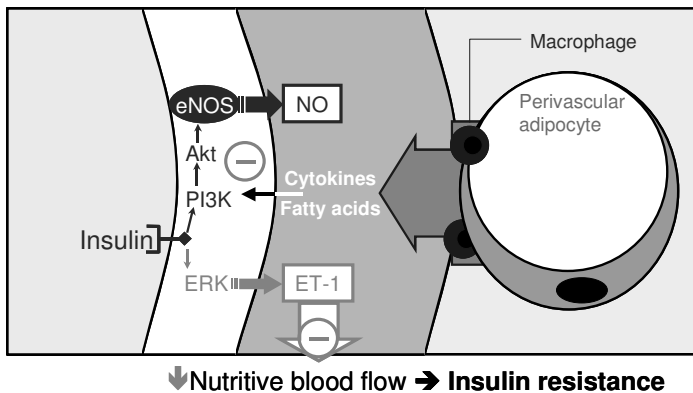 Macrophage
Perivascular
adipocyte
eNOS
NO
Akt
Cytokines
Fatty acids
PI3K
Insulin
ERK
ET-1
Nutritive blood flow ➔ Insulin resistance